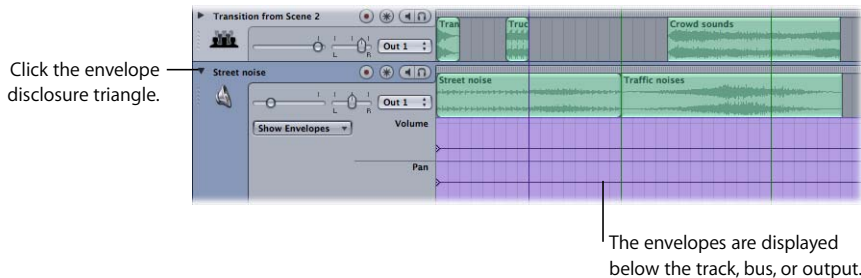 Transition from Scene 2
Tran
Truc
Crowd sounds
L R
Out 1
Click the envelope
disclosure triangle.
Street noise
Street noise
Traffic noises
L R
Out 1
Show Envelopes
Volume
Pan
The envelopes are displayed
below the track, bus, or output.